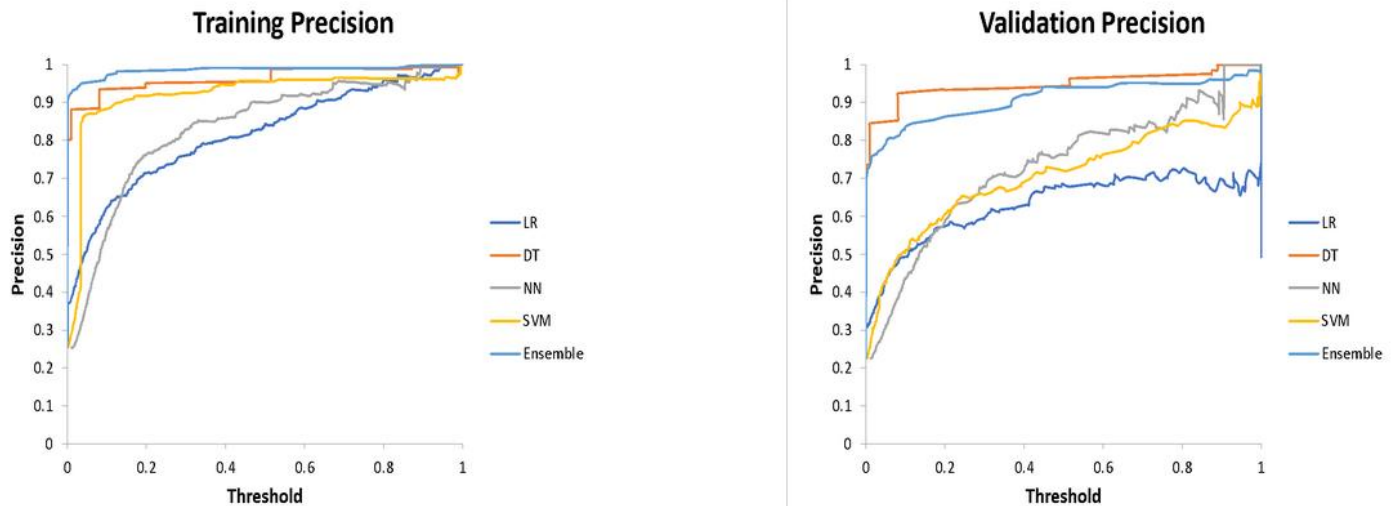 Training Precision
1
0.9
0.8
0.7
0.6
0.5
0.4
0.3
0.2
0.1
0
Precision
0 0.2 0.4 0.6 0.8 1
Threshold
LR
DT
NN
SVM
Ensemble
Validation Precision
1
0.9
0.8
0.7
0.6
0.5
0.4
0.3
0.2
0.1
0
Precision
0 0.2 0.4 0.6 0.8 1
Threshold
LR
DT
NN
SVM
Ensemble